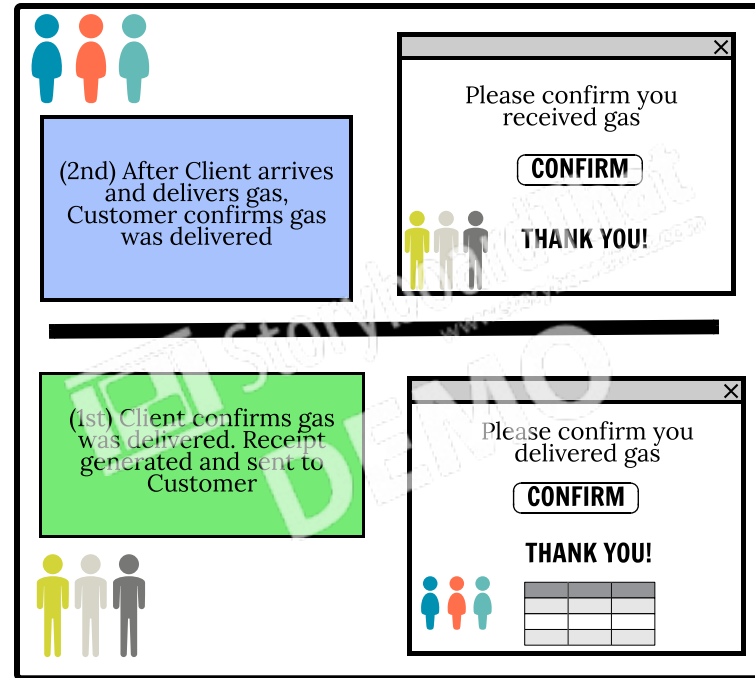 (2nd) After Client arrives
and delivers gas,
Customer confirms gas
was delivered
Please confirm you
received gas
CONFIRM
THANK YOU!
(1st) Client confirms gas
was delivered. Receipt
generated and sent to
Customer
Please confirm you
delivered gas
CONFIRM
THANK YOU!
DEMO